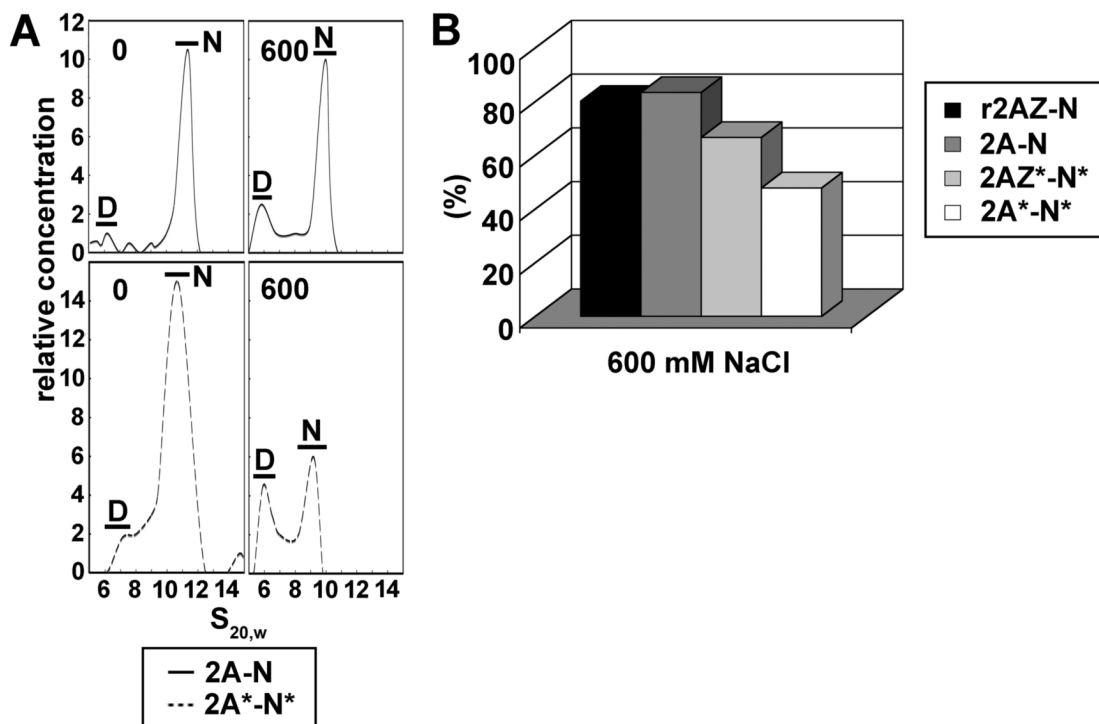 A
0
N
D
600
N
D
12
10
8
6
4
2
0
0
N
D
600
D
N
14
12
10
8
6
4
2
0
relative concentration
6 8 10 12 14
6 8 10 12 14
S20,w
2A-N
2A*-N*
B
100
80
60
40
20
0
(%)
600 mM NaCl
r2AZ-N
2A-N
2AZ*-N*
2A*-N*